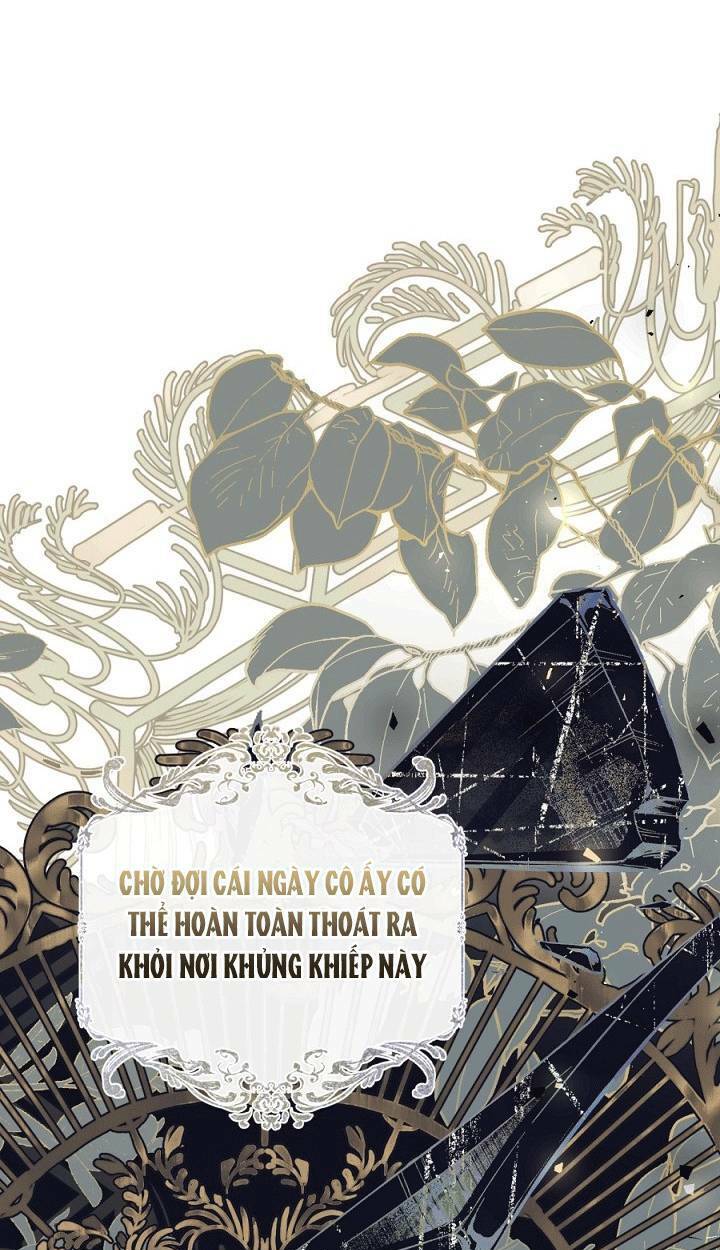 CHỜ ĐỢI CÁI NGÀY CÔ ẤY CÓ
THỂ HOÀN TOÀN THOÁT RA
KHỎI NƠI KHỦNG KHIẾP NÀY